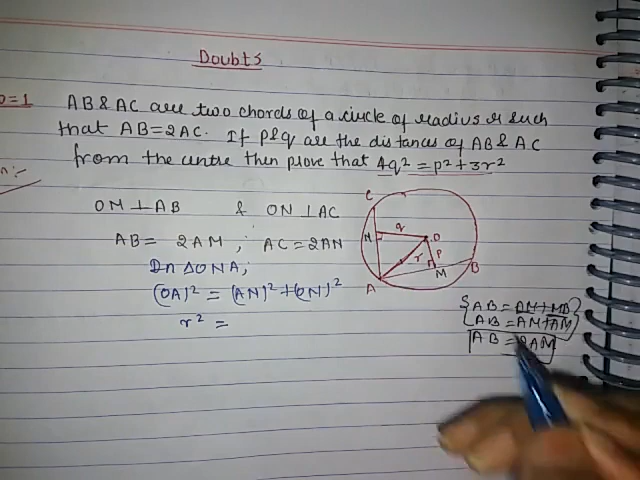 Doubts
Q=1 AB & AC are two chords of a circle of radius r such
that AB=2AC. If p & q are the distances of AB & AC
from the centre then prove that 4q² = p² + 3r²
ON ⊥ AB & ON ⊥ AC
AB = 2AM ; AC = 2AN
In ΔONA,
(OA)² = (AN)² + (ON)²
r² =
C
N q O
r P
A M B
AB = AM + MB
AB = AM + AM
AB = 2AM